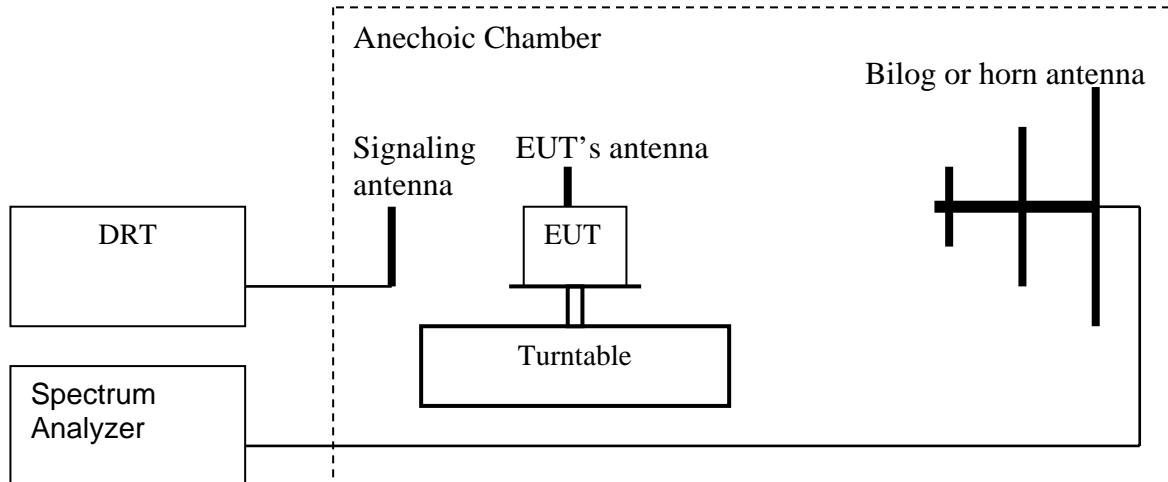 Anechoic Chamber
Bilog or horn antenna
Signaling
antenna
EUT’s antenna
DRT
EUT
Turntable
Spectrum
Analyzer